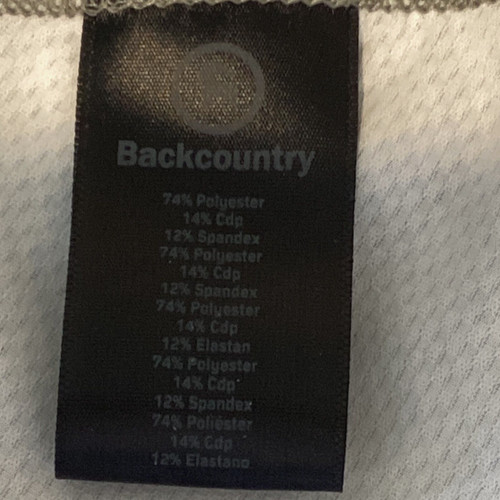 Backcountry
74% Polyester
14% Cdp
12% Spandex
74% Polyester
14% Cdp
12% Spandex
74% Polyester
14% Cdp
12% Elastan
74% Polyester
14% Cdp
12% Spandex
74% Poliéster
14% Cdp
12% Elastano